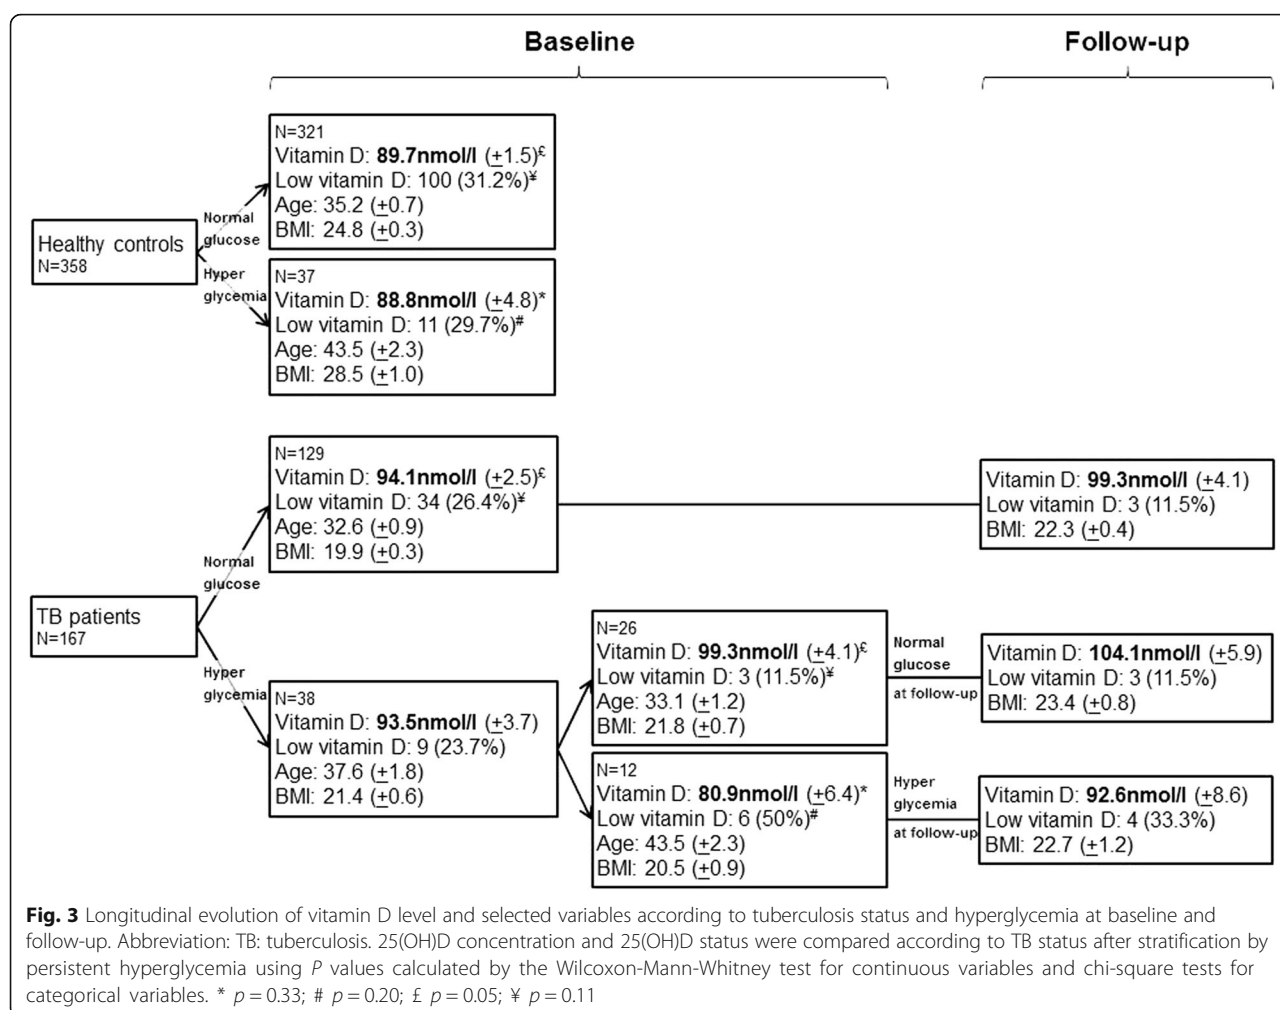 Baseline
Follow-up
Healthy controls
N=358
Normal
glucose
Hyper
glycemia
N=321
Vitamin D: 89.7nmol/l (±1.5)£
Low vitamin D: 100 (31.2%)¥
Age: 35.2 (±0.7)
BMI: 24.8 (±0.3)
N=37
Vitamin D: 88.8nmol/l (±4.8)*
Low vitamin D: 11 (29.7%)#
Age: 43.5 (±2.3)
BMI: 28.5 (±1.0)
TB patients
N=167
Normal
glucose
Hyper
glycemia
N=129
Vitamin D: 94.1nmol/l (±2.5)£
Low vitamin D: 34 (26.4%)¥
Age: 32.6 (±0.9)
BMI: 19.9 (±0.3)
Vitamin D: 99.3nmol/l (±4.1)
Low vitamin D: 3 (11.5%)
BMI: 22.3 (±0.4)
N=38
Vitamin D: 93.5nmol/l (±3.7)
Low vitamin D: 9 (23.7%)
Age: 37.6 (±1.8)
BMI: 21.4 (±0.6)
N=26
Vitamin D: 99.3nmol/l (±4.1)£
Low vitamin D: 3 (11.5%)¥
Age: 33.1 (±1.2)
BMI: 21.8 (±0.7)
Normal
glucose
at follow-up
Vitamin D: 104.1nmol/l (±5.9)
Low vitamin D: 3 (11.5%)
BMI: 23.4 (±0.8)
N=12
Vitamin D: 80.9nmol/l (±6.4)*
Low vitamin D: 6 (50%)#
Age: 43.5 (±2.3)
BMI: 20.5 (±0.9)
Hyper
glycemia
at follow-up
Vitamin D: 92.6nmol/l (±8.6)
Low vitamin D: 4 (33.3%)
BMI: 22.7 (±1.2)
Fig. 3 Longitudinal evolution of vitamin D level and selected variables according to tuberculosis status and hyperglycemia at baseline and
follow-up. Abbreviation: TB: tuberculosis. 25(OH)D concentration and 25(OH)D status were compared according to TB status after stratification by
persistent hyperglycemia using P values calculated by the Wilcoxon-Mann-Whitney test for continuous variables and chi-square tests for
categorical variables. * p = 0.33; # p = 0.20; £ p = 0.05; ¥ p = 0.11